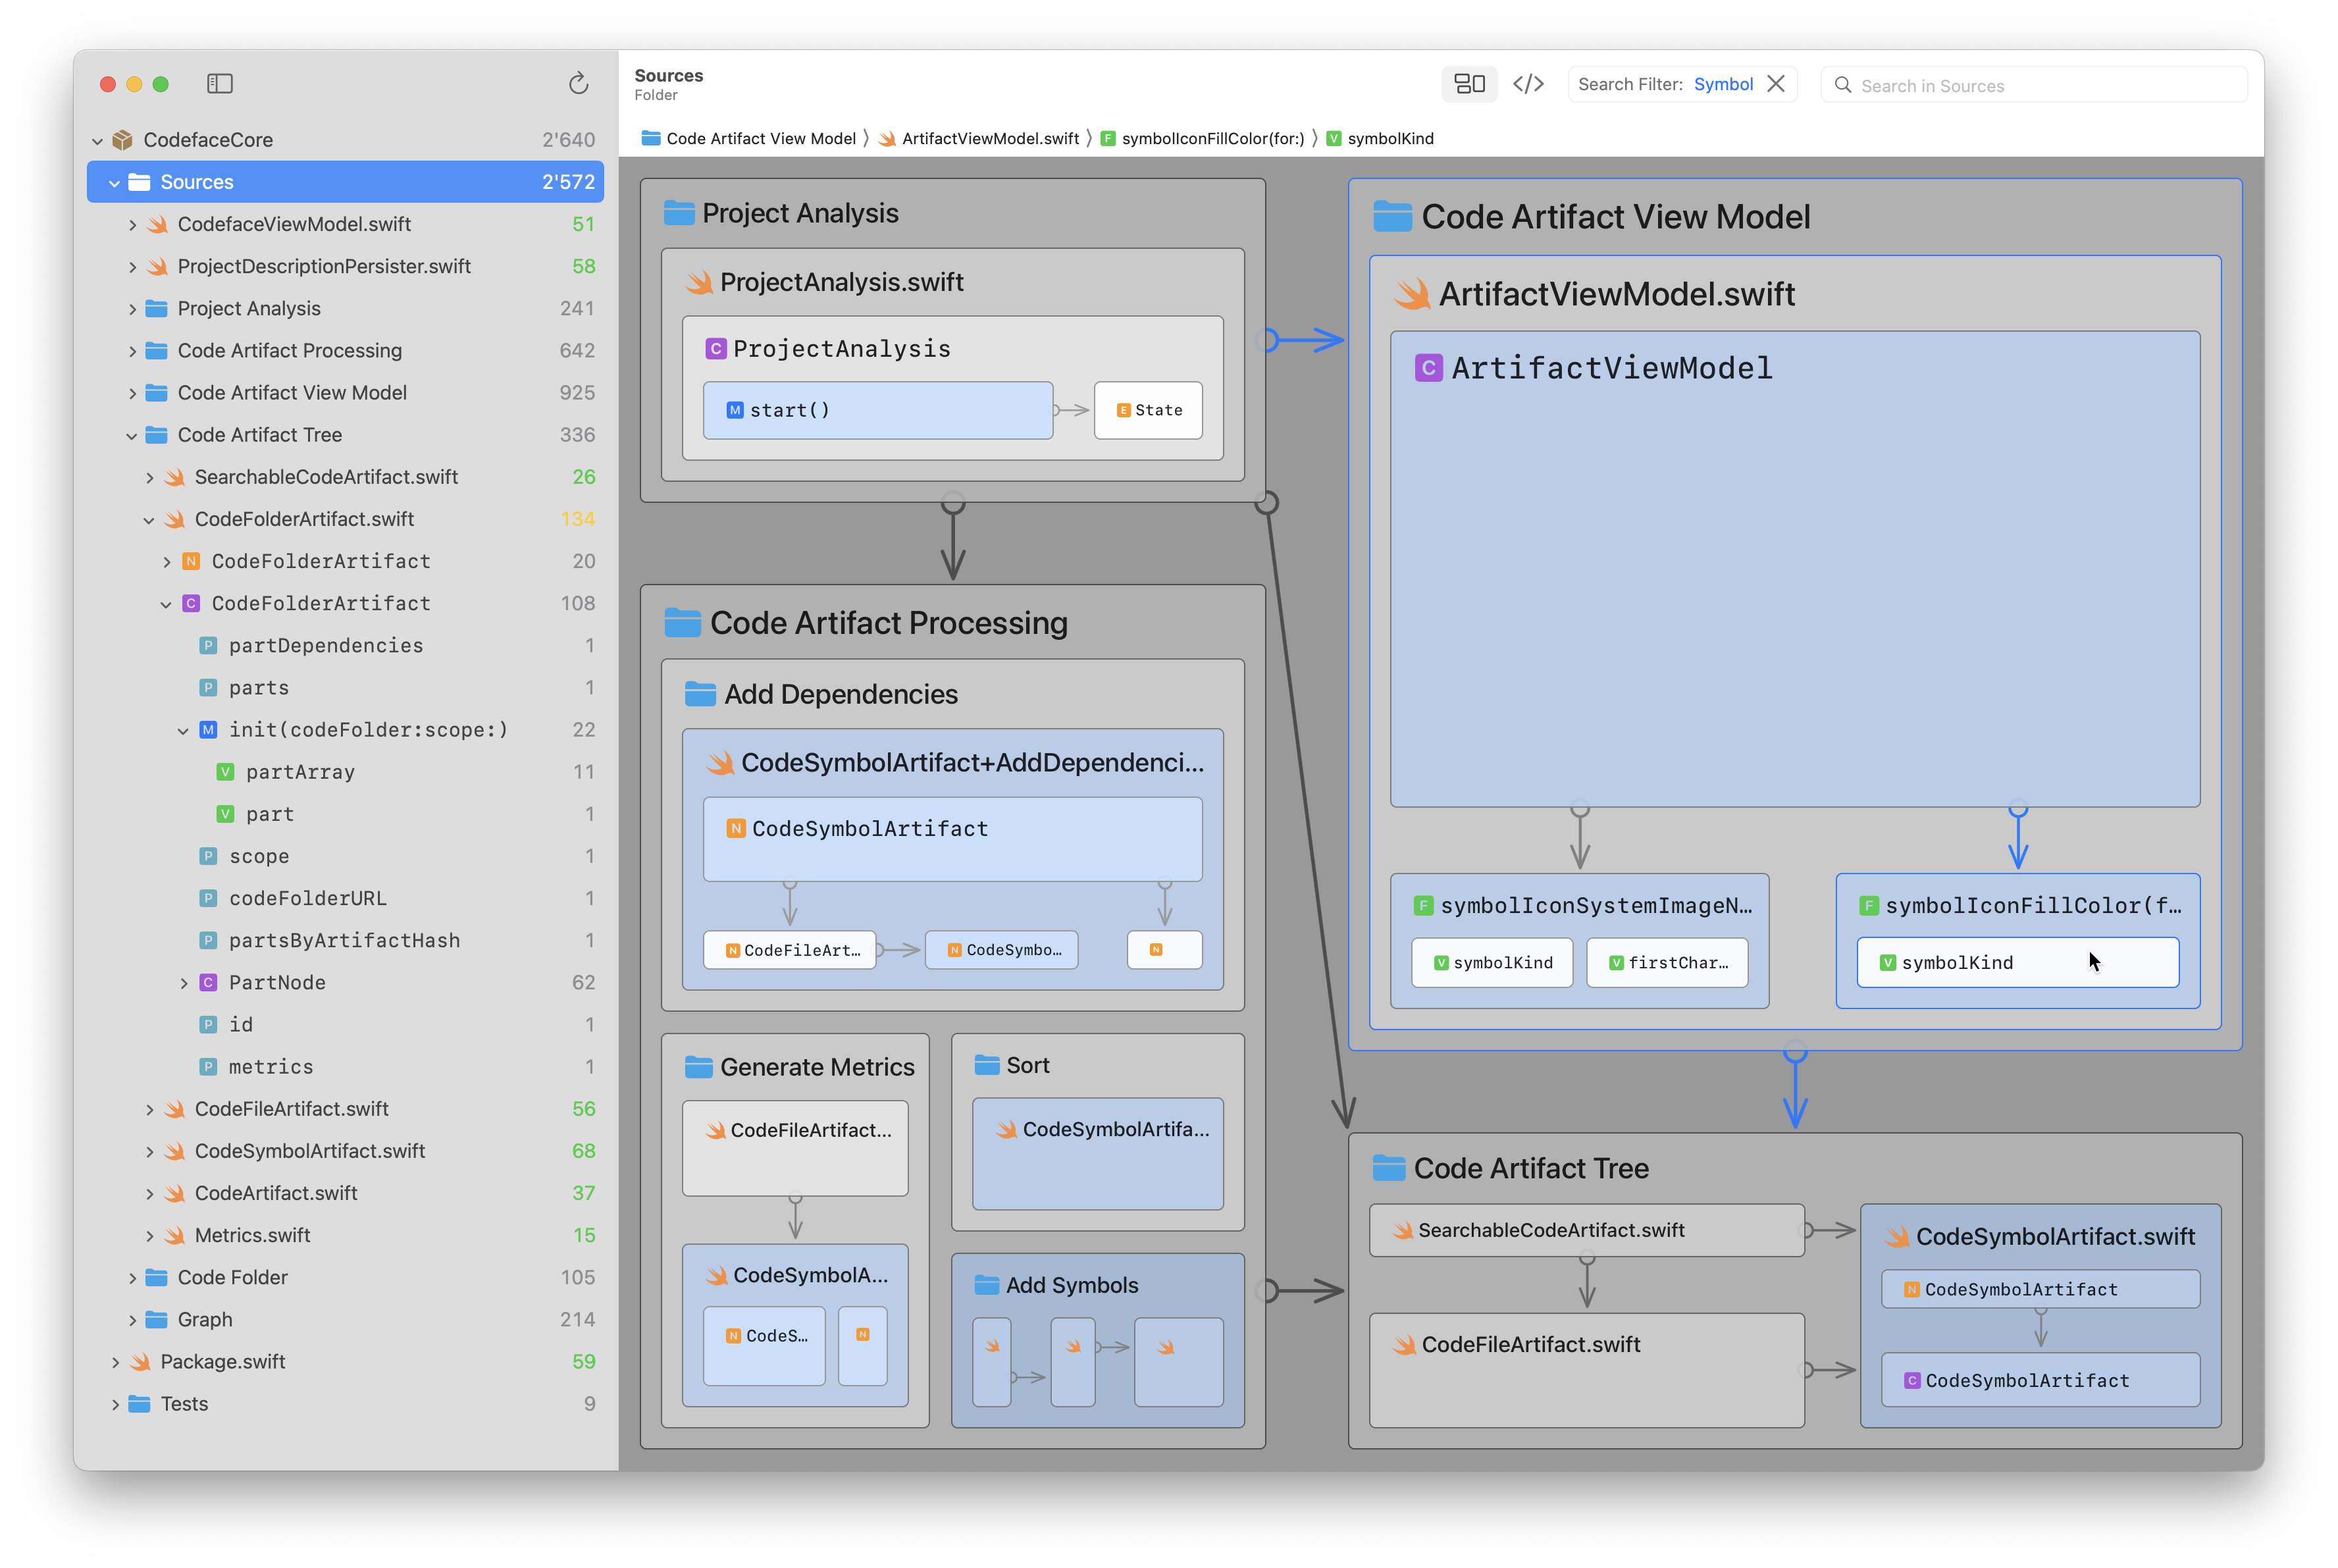 CodefaceCore 2'640
Sources 2'572
CodefaceViewModel.swift 51
ProjectDescriptionPersister.swift 58
Project Analysis 241
Code Artifact Processing 642
Code Artifact View Model 925
Code Artifact Tree 336
SearchableCodeArtifact.swift 26
CodeFolderArtifact.swift 134
N CodeFolderArtifact 20
C CodeFolderArtifact 108
P partDependencies 1
P parts 1
M init(codeFolder:scope:) 22
V partArray 11
V part 1
P scope 1
P codeFolderURL 1
P partsByArtifactHash 1
C PartNode 62
P id 1
P metrics 1
CodeFileArtifact.swift 56
CodeSymbolArtifact.swift 68
CodeArtifact.swift 37
Metrics.swift 15
Code Folder 105
Graph 214
Package.swift 59
Tests 9
Sources
Folder
Search Filter: Symbol
Search in Sources
Code Artifact View Model ⟩ ArtifactViewModel.swift ⟩ F symbolIconFillColor(for:) ⟩ V symbolKind
Project Analysis
ProjectAnalysis.swift
C ProjectAnalysis
M start()
E State
Code Artifact Processing
Add Dependencies
CodeSymbolArtifact+AddDependenci...
N CodeSymbolArtifact
N CodeFileArt...
N CodeSymbo...
N
Generate Metrics
CodeFileArtifact...
CodeSymbolA...
N CodeS...
N
Sort
CodeSymbolArtifa...
Add Symbols
Code Artifact View Model
ArtifactViewModel.swift
C ArtifactViewModel
F symbolIconSystemImageN...
V symbolKind
V firstChar...
F symbolIconFillColor(f...
V symbolKind
Code Artifact Tree
SearchableCodeArtifact.swift
CodeFileArtifact.swift
CodeSymbolArtifact.swift
N CodeSymbolArtifact
C CodeSymbolArtifact